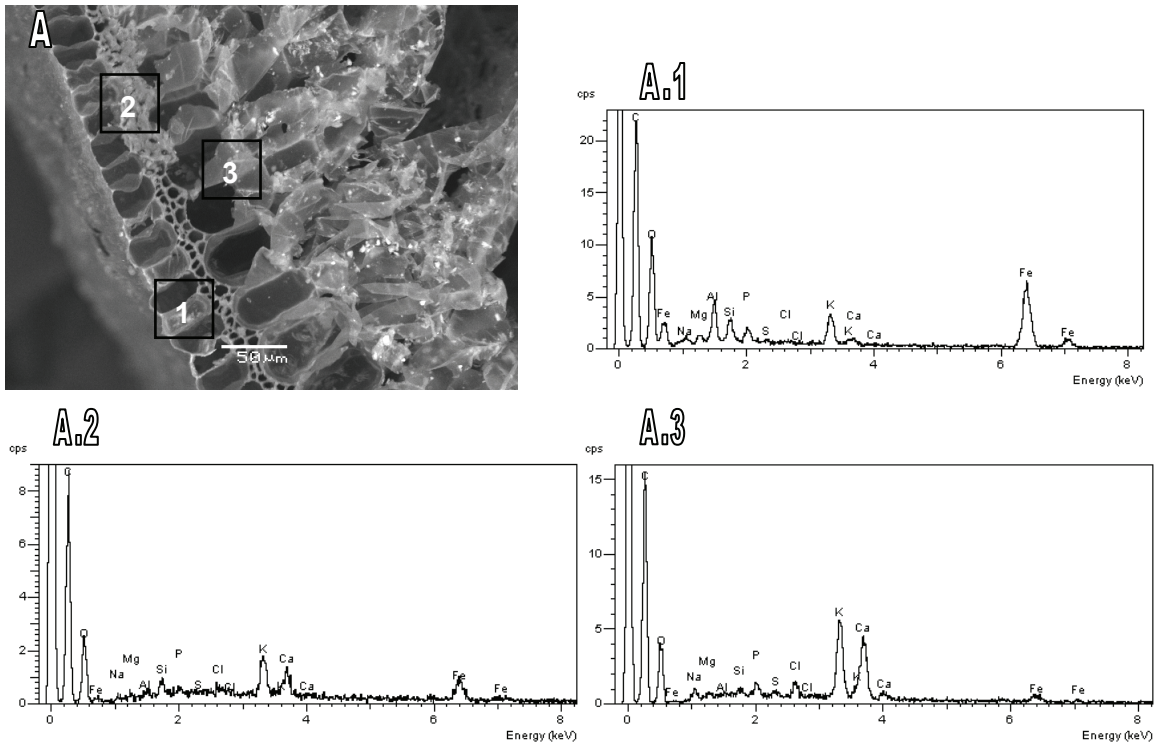 A
2
3
1
50μm
A.1
cps
C
20
15
10
O
5
Fe
Na
Mg
Al
Si
P
S
Cl
Cl
K
K
Ca
Ca
Fe
Fe
0
0 2 4 6 8
Energy (keV)
A.2
cps
C
8
6
4
2
O
Fe
Na
Mg
Al
Si
P
S
Cl
Cl
K
K
Ca
Ca
Fe
Fe
0
0 2 4 6 8
Energy (keV)
A.3
cps
C
15
10
5
O
Fe
Na
Mg
Al
Si
P
S
Cl
Cl
K
K
Ca
Ca
Fe
Fe
0
0 2 4 6 8
Energy (keV)